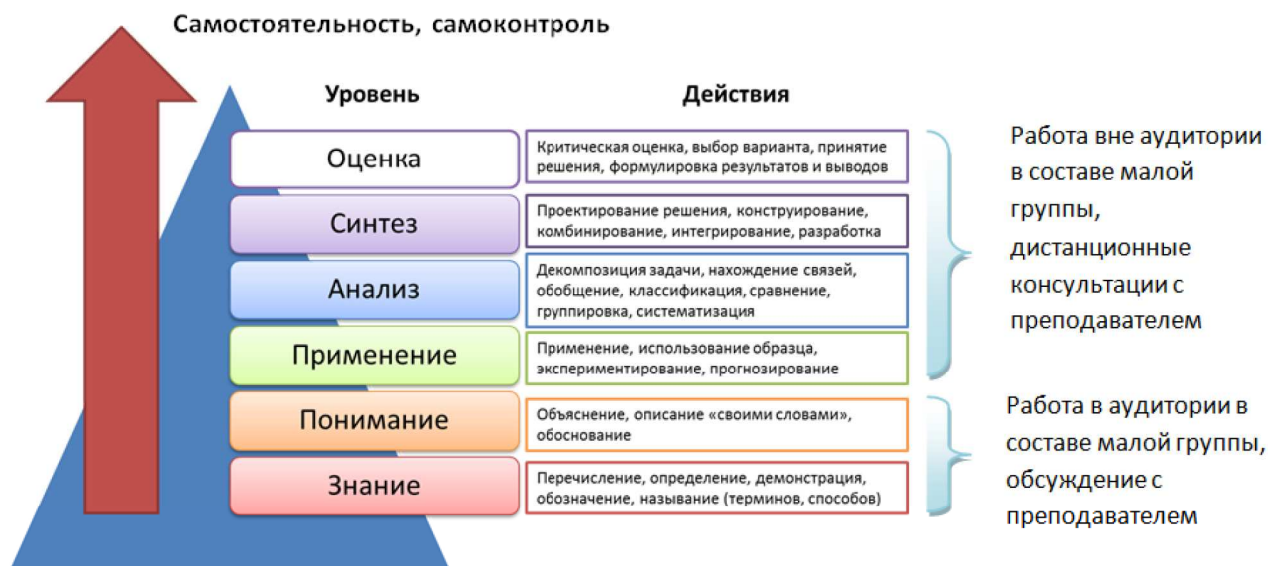 Самостоятельность, самоконтроль
Уровень
Действия
Оценка
Критическая оценка, выбор варианта, принятие
решения, формулировка результатов и выводов
Синтез
Проектирование решения, конструирование,
комбинирование, интегрирование, разработка
Анализ
Декомпозиция задачи, нахождение связей,
обобщение, классификация, сравнение,
группировка, систематизация
Применение
Применение, использование образца,
экспериментирование, прогнозирование
Понимание
Объяснение, описание «своими словами»,
обоснование
Знание
Перечисление, определение, демонстрация,
обозначение, называние (терминов, способов)
Работа вне аудитории
в составе малой
группы,
дистанционные
консультации с
преподавателем
Работа в аудитории в
составе малой группы,
обсуждение с
преподавателем